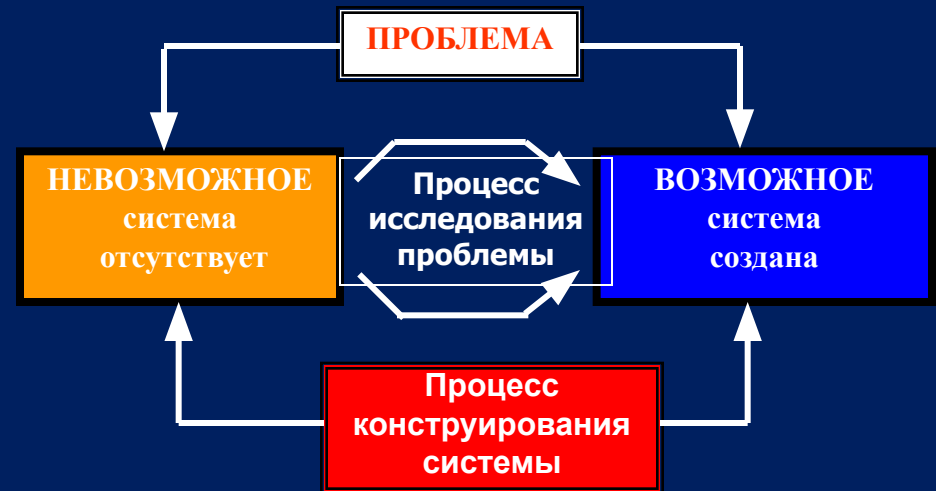 ПРОБЛЕМА
НЕВОЗМОЖНОЕ
система
отсутствует
Процесс
исследования
проблемы
ВОЗМОЖНОЕ
система
создана
Процесс
конструирования
системы